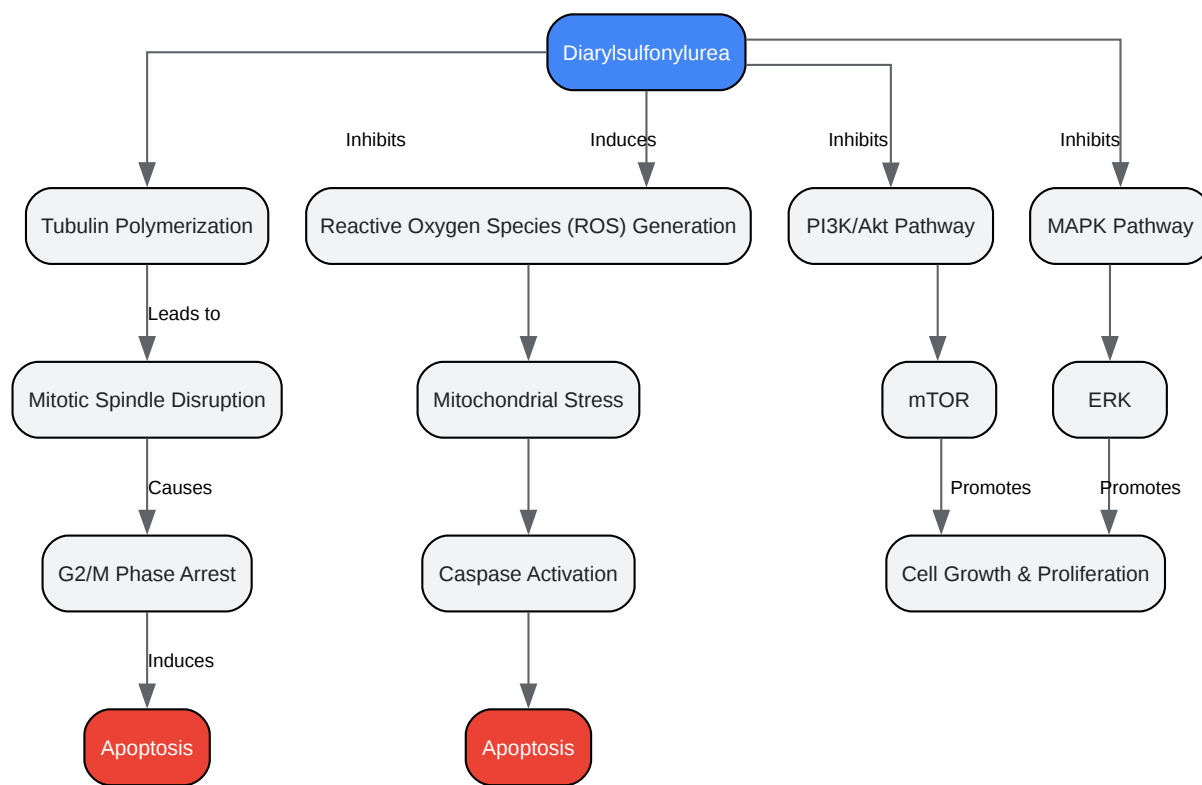 Diarylsulfonylurea
Inhibits
Induces
Inhibits
Inhibits
Tubulin Polymerization
Reactive Oxygen Species (ROS) Generation
PI3K/Akt Pathway
MAPK Pathway
Leads to
Mitotic Spindle Disruption
Mitochondrial Stress
mTOR
ERK
Causes
Promotes
Promotes
G2/M Phase Arrest
Caspase Activation
Cell Growth & Proliferation
Induces
Apoptosis
Apoptosis